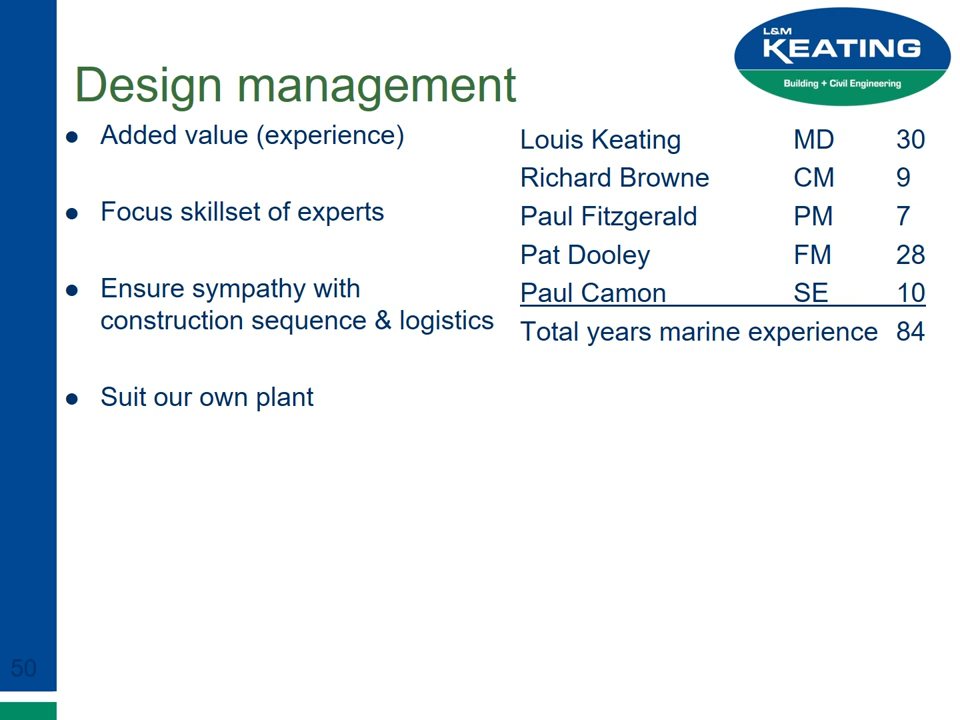 L&M
KEATING
Building + Civil Engineering
Design management
● Added value (experience)
● Focus skillset of experts
● Ensure sympathy with
construction sequence & logistics
● Suit our own plant
Louis Keating MD 30
Richard Browne CM 9
Paul Fitzgerald PM 7
Pat Dooley FM 28
Paul Camon SE 10
Total years marine experience 84
50